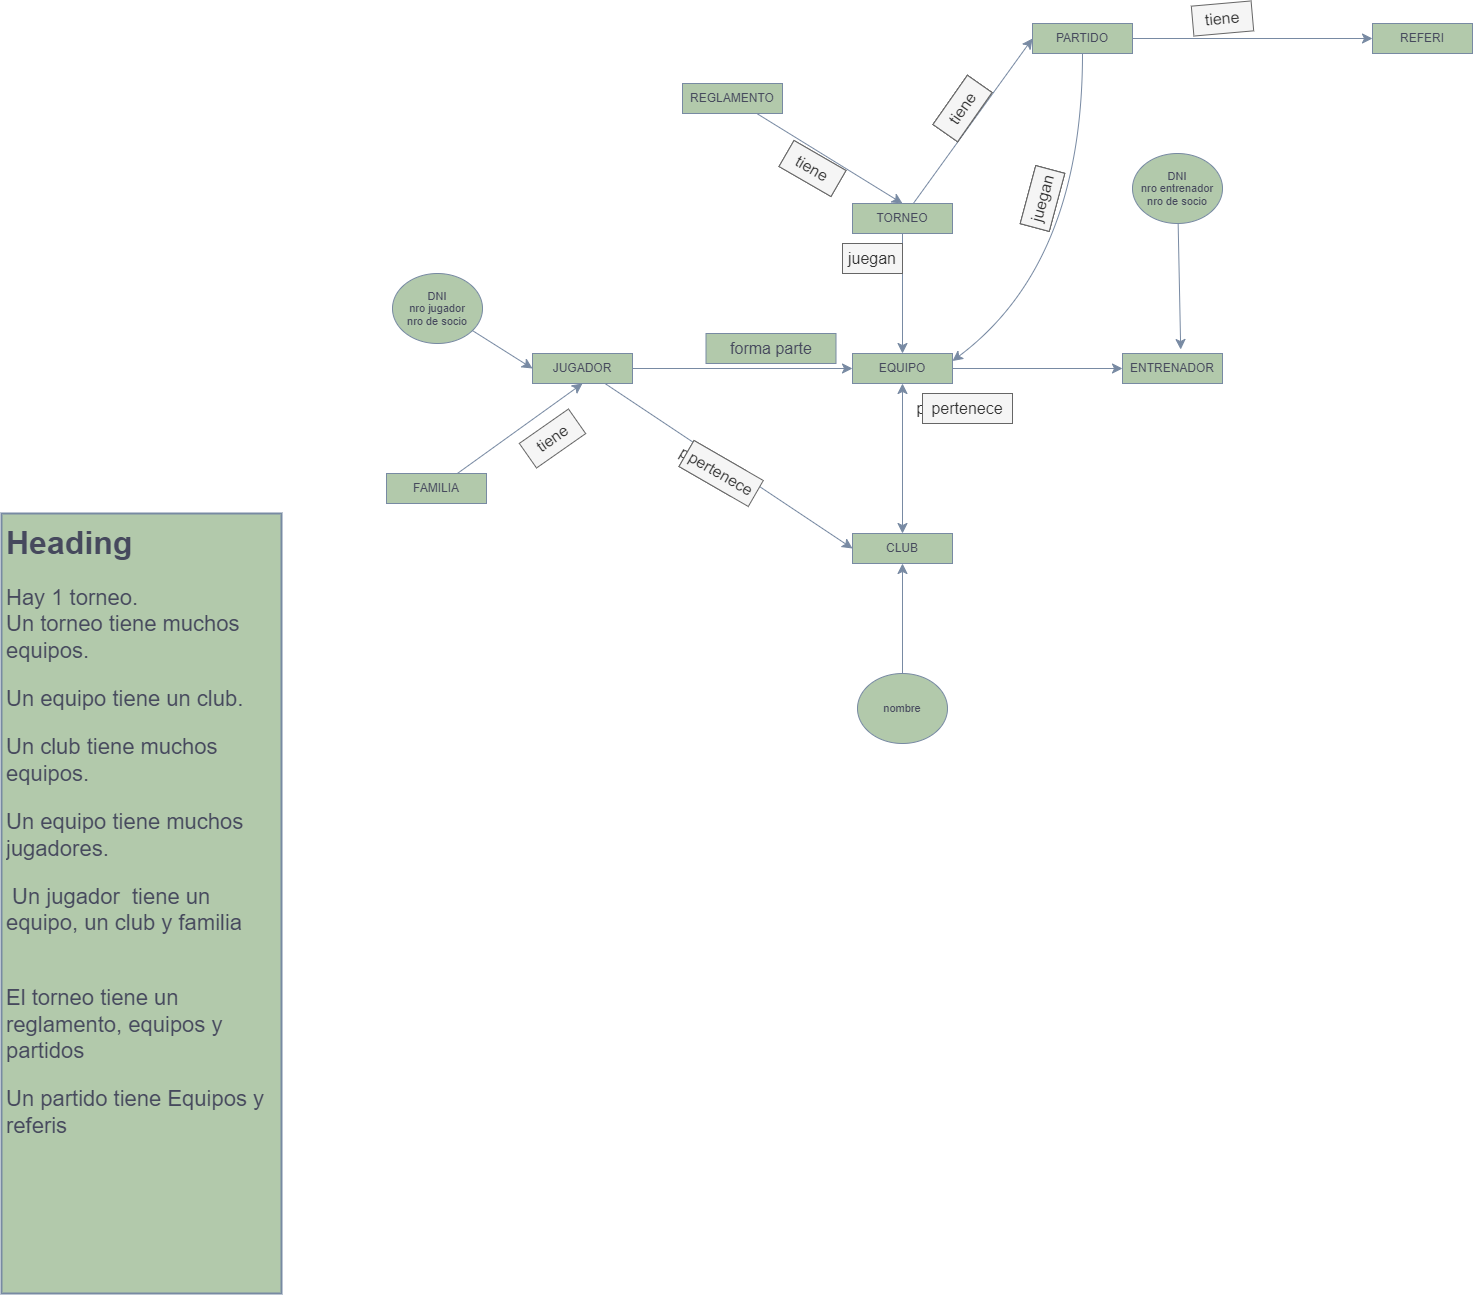 tiene
PARTIDO
REFERI
tiene
REGLAMENTO
tiene
DNI
nro entrenador
nro de socio
juegan
TORNEO
juegan
DNI
nro jugador
nro de socio
forma parte
JUGADOR
EQUIPO
ENTRENADOR
p
pertenece
tiene
p
pertenece
FAMILIA
CLUB
nombre
Heading
Hay 1 torneo.
Un torneo tiene muchos
equipos.
Un equipo tiene un club.
Un club tiene muchos
equipos.
Un equipo tiene muchos
jugadores.
Un jugador  tiene un
equipo, un club y familia
El torneo tiene un
reglamento, equipos y
partidos
Un partido tiene Equipos y
referis